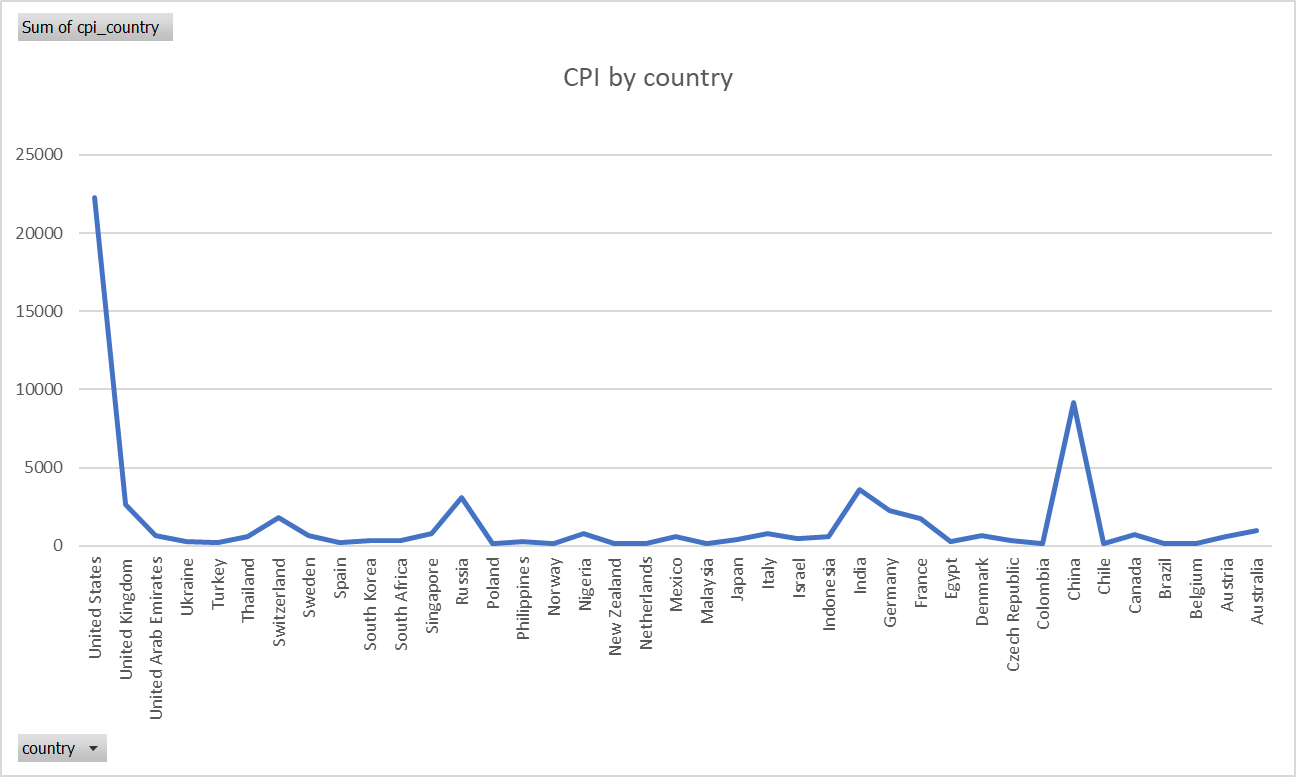 Sum of cpi_country
CPI by country
25000
20000
15000
10000
5000
0
United States
United Kingdom
United Arab Emirates
Ukraine
Turkey
Thailand
Switzerland
Sweden
Spain
South Korea
South Africa
Singapore
Russia
Poland
Philippines
Norway
Nigeria
New Zealand
Netherlands
Mexico
Malaysia
Japan
Italy
Israel
Indonesia
India
Germany
France
Egypt
Denmark
Czech Republic
Colombia
China
Chile
Canada
Brazil
Belgium
Austria
Australia
country